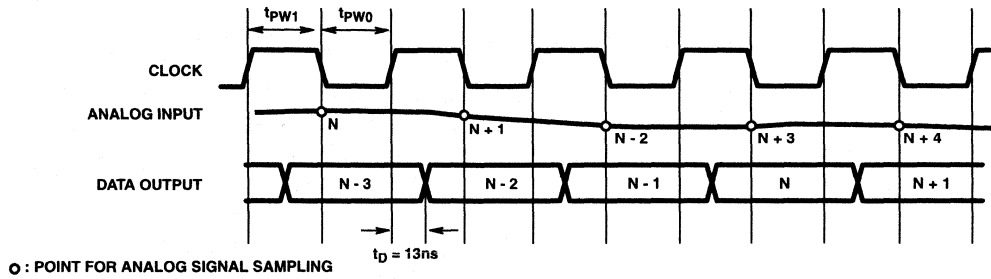 tPW1 tPW0
CLOCK
ANALOG INPUT
N N + 1 N - 2 N + 3 N + 4
DATA OUTPUT N - 3 N - 2 N - 1 N N + 1
tD = 13ns
: POINT FOR ANALOG SIGNAL SAMPLING